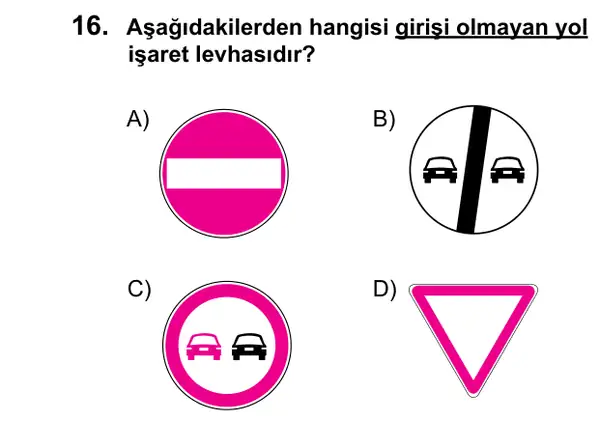 16. Aşağıdakilerden hangisi girişi olmayan yol
işaret levhasıdır?
A)
B)
C)
D)